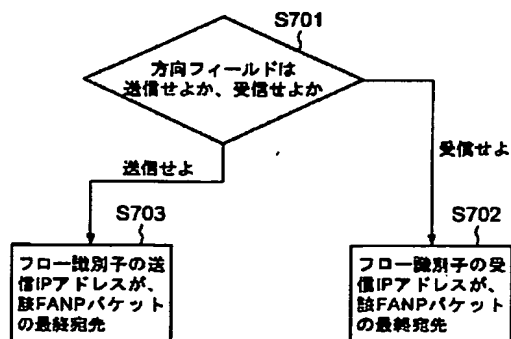 S701
方向フィールドは
送信せよか、受信せよか
送信せよ
受信せよ
S703
フロー識別子の送
信IPアドレスが、
該FANPパケット
の最終宛先
S702
フロー識別子の受
信IPアドレスが、
該FANPパケット
の最終宛先